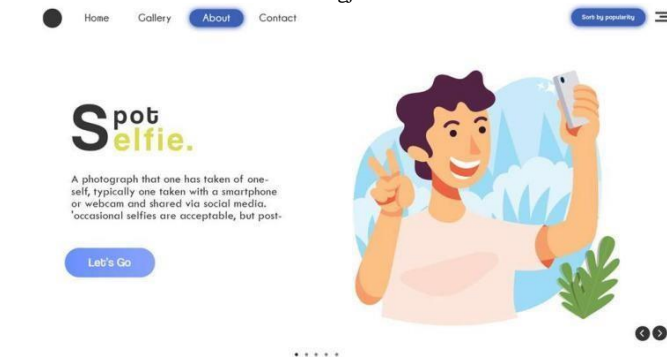 Home Gallery About Contact Sort by popularity
Spot
Selfie.
A photograph that one has taken of one-
self, typically one taken with a smartphone
or webcam and shared via social media.
'occasional selfies are acceptable, but post-
Let's Go